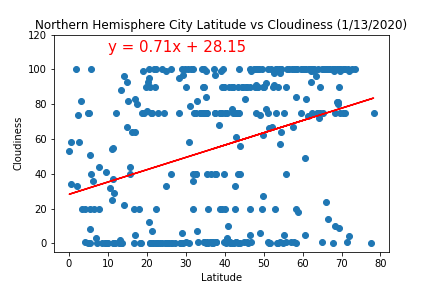 Northern Hemisphere City Latitude vs Cloudiness (1/13/2020)
y = 0.71x + 28.15
120
100
80
60
40
20
0
Cloudiness
0 10 20 30 40 50 60 70 80
Latitude